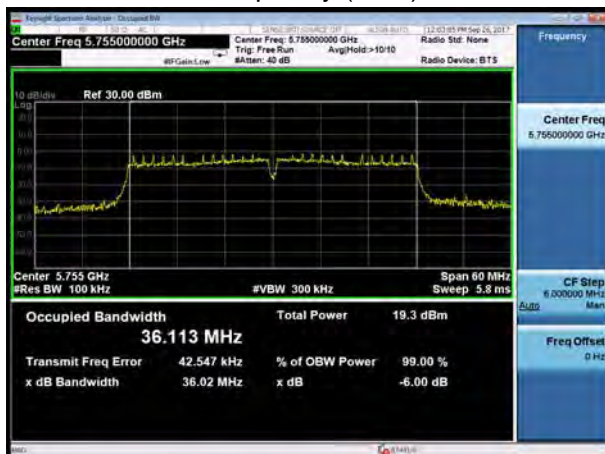 Keysight Spectrum Analyzer - Occupied BW
Center Freq 5.755000000 GHz
#IFGain:Low
Center Freq: 5.755000000 GHz
Trig: Free Run Avg|Hold:>10/10
#Atten: 40 dB
12:03:05 PM Sep 26, 2017
Radio Std: None
Radio Device: BTS
Frequency
10 dB/div Ref 30.00 dBm
Log
Center Freq
5.755000000 GHz
Center 5.755 GHz
Span 60 MHz
#Res BW 100 kHz
#VBW 300 kHz
Sweep 5.8 ms
CF Step
6.000000 MHz
Auto Man
Occupied Bandwidth
36.113 MHz
Total Power 19.3 dBm
Transmit Freq Error 42.547 kHz
% of OBW Power 99.00 %
x dB Bandwidth 36.02 MHz
x dB -6.00 dB
Freq Offset
0 Hz
MSG
STATUS